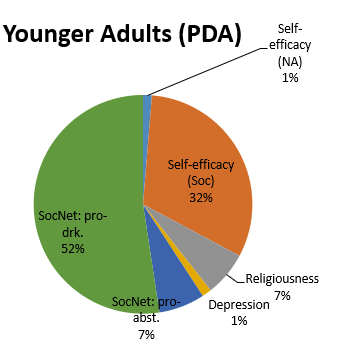 Younger Adults (PDA)
Self-
efficacy
(NA)
1%
Self-efficacy
(Soc)
32%
Religiousness
7%
Depression
1%
SocNet: pro-
abst.
7%
SocNet: pro-
drk.
52%